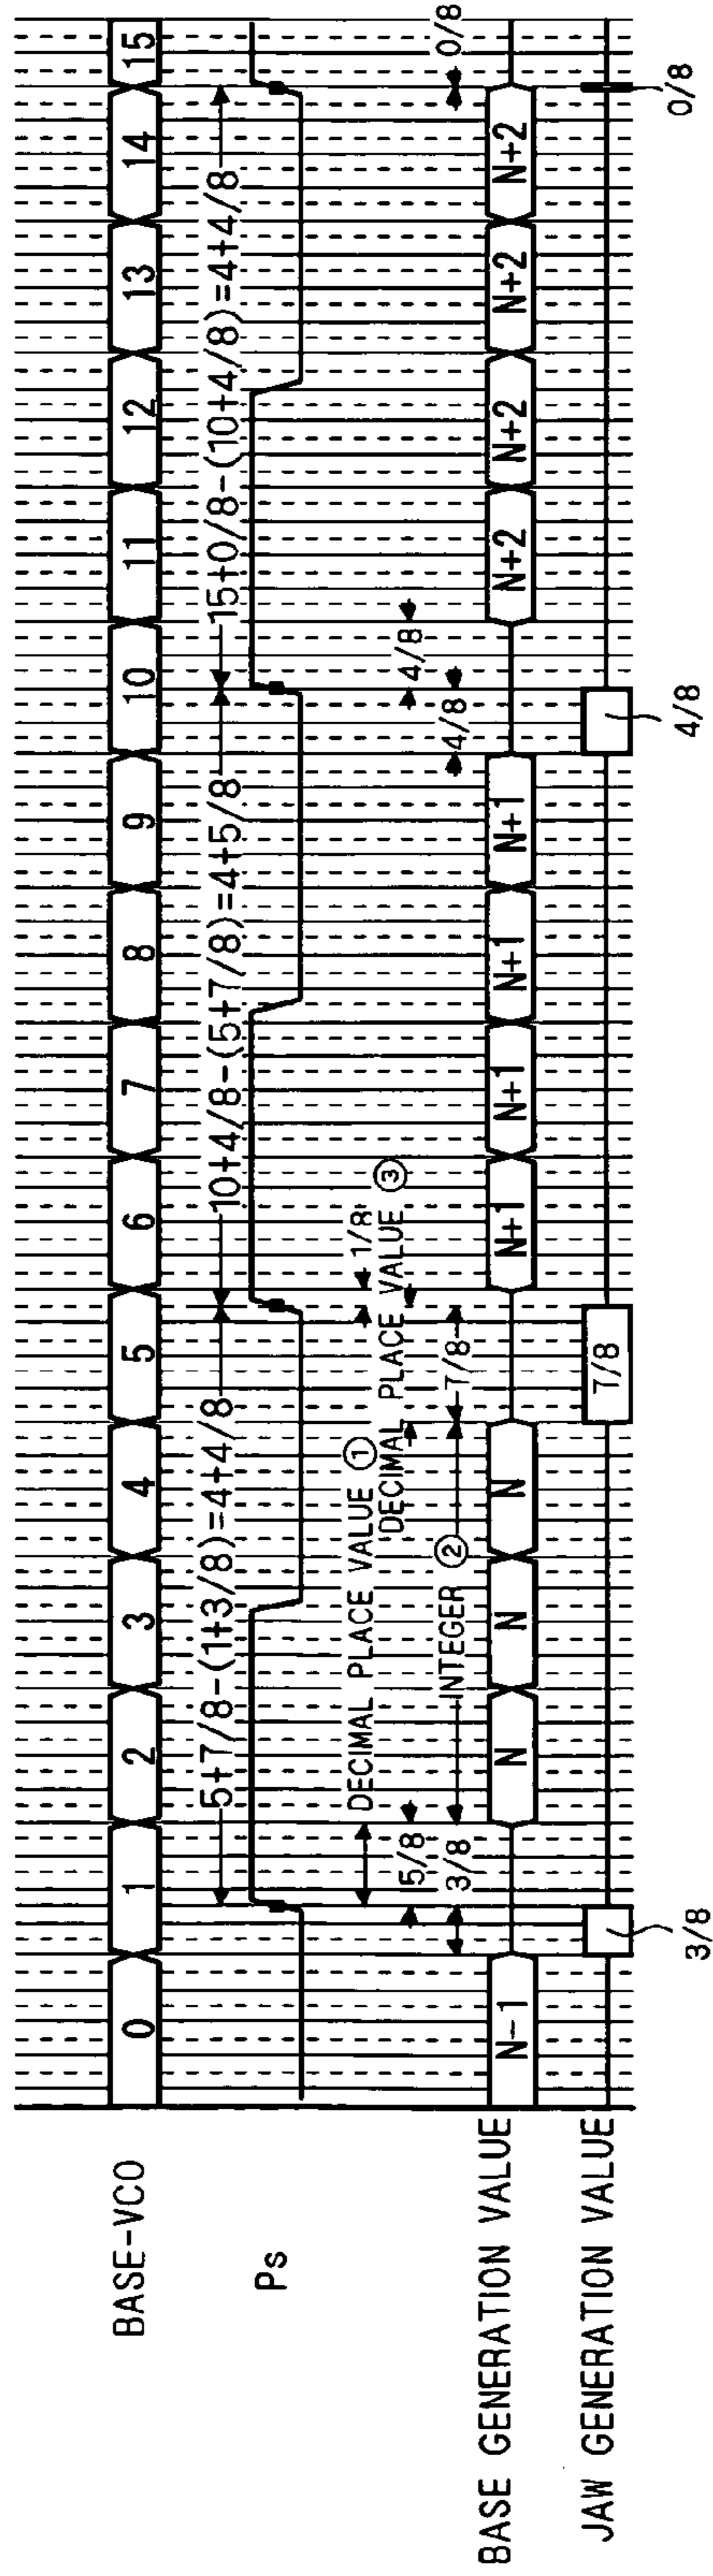 BASE-VCO
0 1 2 3 4 5 6 7 8 9 10 11 12 13 14 15
5+7/8-(1+3/8)=4+4/8
10+4/8-(5+7/8)=4+5/8
15+0/8-(10+4/8)=4+4/8
Ps
DECIMAL PLACE VALUE ①
1/8
DECIMAL PLACE VALUE ③
5/8
4/8
3/8
INTEGER ②
7/8
4/8
0/8
BASE GENERATION VALUE
N-1 N N N N+1 N+1 N+1 N+1 N+2 N+2 N+2 N+2
JAW GENERATION VALUE
7/8
3/8
4/8
0/8